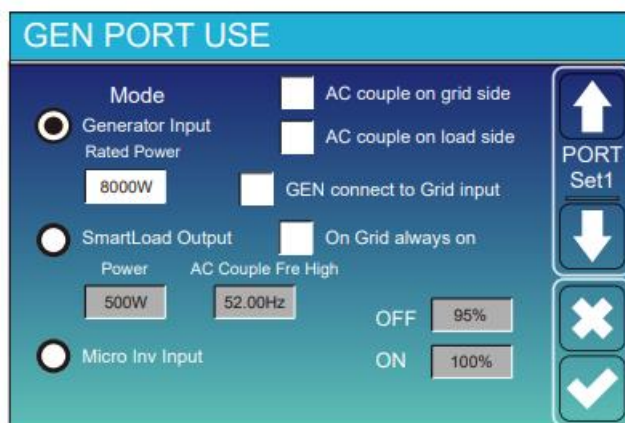 GEN PORT USE
Mode
AC couple on grid side
Generator Input
AC couple on load side
Rated Power
8000W
GEN connect to Grid input
PORT
Set1
SmartLoad Output
On Grid always on
Power
AC Couple Fre High
500W
52.00Hz
OFF
95%
Micro Inv Input
ON
100%